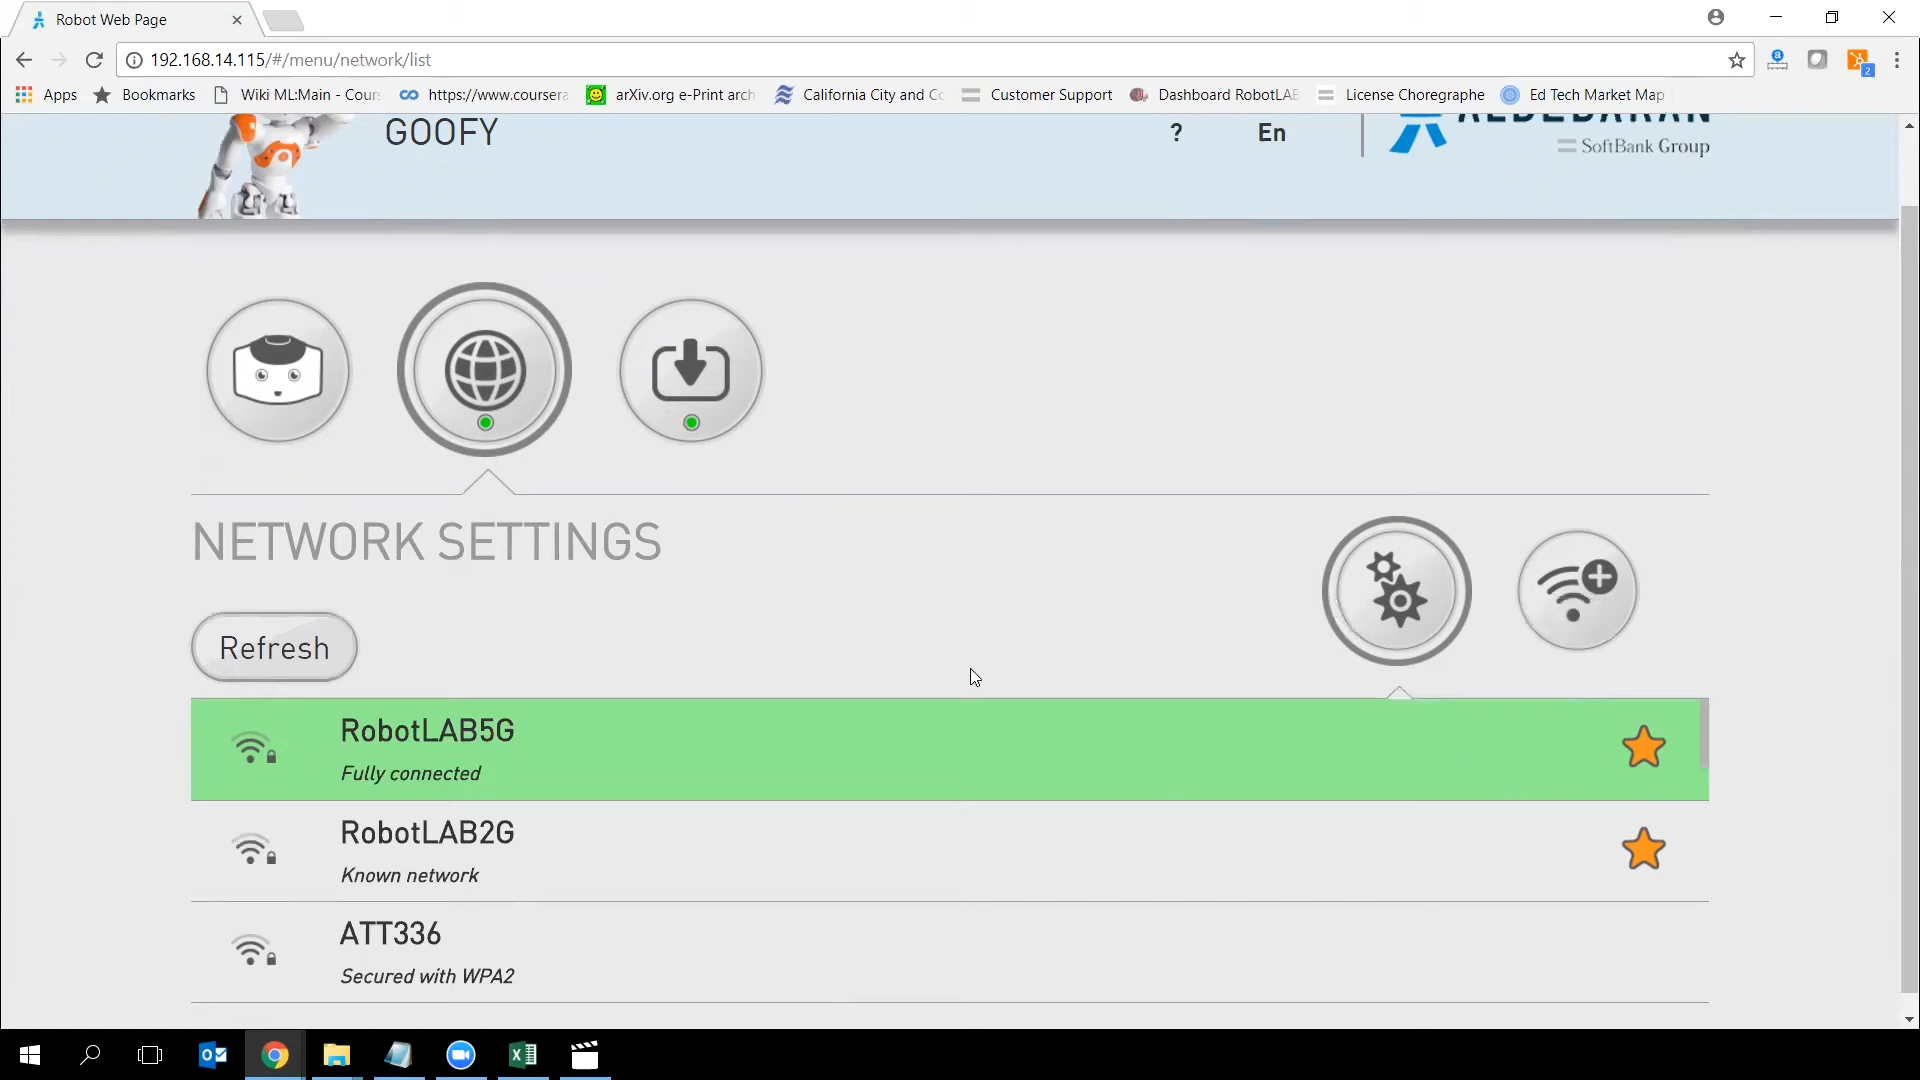 Robot Web Page
192.168.14.115/#/menu/network/list
Apps Bookmarks Wiki ML:Main - Cours https://www.coursera arXiv.org e-Print arch California City and Co Customer Support Dashboard RobotLAB License Choregraphe Ed Tech Market Map
2
GOOFY ? En ALDEBARAN
SoftBank Group
NETWORK SETTINGS
Refresh
RobotLAB5G
Fully connected
RobotLAB2G
Known network
ATT336
Secured with WPA2